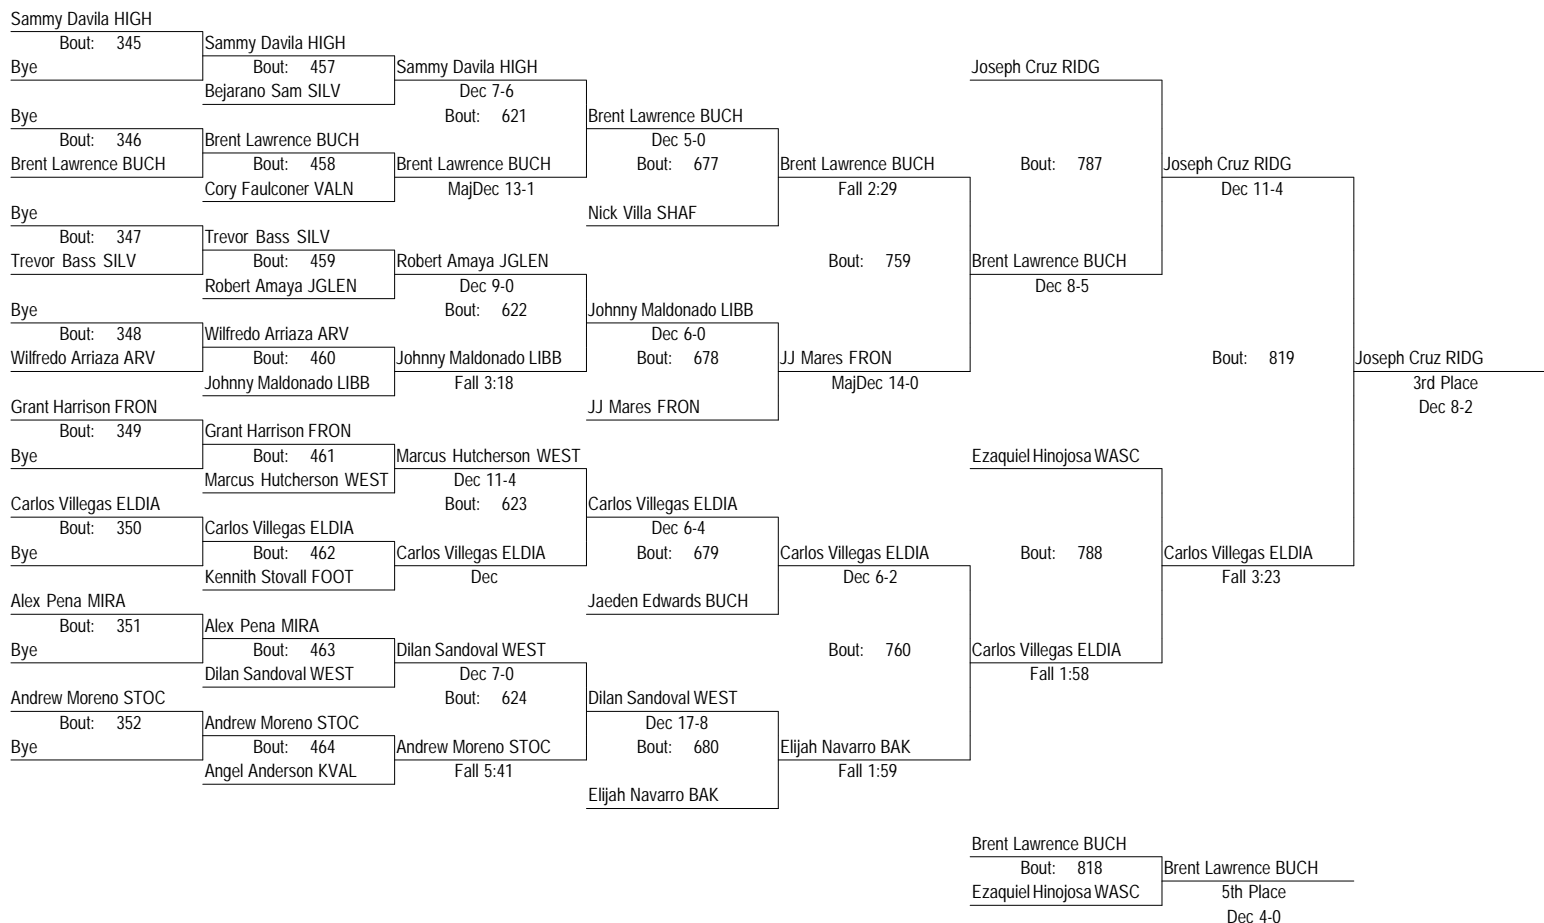 Sammy Davila HIGH
Bout: 345
Bye
Bye
Bout: 346
Brent Lawrence BUCH
Bye
Bout: 347
Trevor Bass SILV
Bye
Bout: 348
Wilfredo Arriaza ARV
Grant Harrison FRON
Bout: 349
Bye
Carlos Villegas ELDIA
Bout: 350
Bye
Alex Pena MIRA
Bout: 351
Bye
Andrew Moreno STOC
Bout: 352
Bye
Sammy Davila HIGH
Bout: 457
Bejarano Sam SILV
Brent Lawrence BUCH
Bout: 458
Cory Faulconer VALN
Trevor Bass SILV
Bout: 459
Robert Amaya JGLEN
Wilfredo Arriaza ARV
Bout: 460
Johnny Maldonado LIBB
Grant Harrison FRON
Bout: 461
Marcus Hutcherson WEST
Carlos Villegas ELDIA
Bout: 462
Kennith Stovall FOOT
Alex Pena MIRA
Bout: 463
Dilan Sandoval WEST
Andrew Moreno STOC
Bout: 464
Angel Anderson KVAL
Sammy Davila HIGH
Dec 7-6
Bout: 621
Brent Lawrence BUCH
MajDec 13-1
Robert Amaya JGLEN
Dec 9-0
Bout: 622
Johnny Maldonado LIBB
Fall 3:18
Marcus Hutcherson WEST
Dec 11-4
Bout: 623
Carlos Villegas ELDIA
Dec
Dilan Sandoval WEST
Dec 7-0
Bout: 624
Andrew Moreno STOC
Fall 5:41
Brent Lawrence BUCH
Dec 5-0
Bout: 677
Nick Villa SHAF
Johnny Maldonado LIBB
Dec 6-0
Bout: 678
JJ Mares FRON
Carlos Villegas ELDIA
Dec 6-4
Bout: 679
Jaeden Edwards BUCH
Dilan Sandoval WEST
Dec 17-8
Bout: 680
Elijah Navarro BAK
Brent Lawrence BUCH
Fall 2:29
Bout: 759
JJ Mares FRON
MajDec 14-0
Carlos Villegas ELDIA
Dec 6-2
Bout: 760
Elijah Navarro BAK
Fall 1:59
Joseph Cruz RIDG
Bout: 787
Brent Lawrence BUCH
Dec 8-5
Ezaquiel Hinojosa WASC
Bout: 788
Carlos Villegas ELDIA
Fall 1:58
Joseph Cruz RIDG
Dec 11-4
Bout: 819
Carlos Villegas ELDIA
Fall 3:23
Joseph Cruz RIDG
3rd Place
Dec 8-2
Brent Lawrence BUCH
Bout: 818
Ezaquiel Hinojosa WASC
Brent Lawrence BUCH
5th Place
Dec 4-0